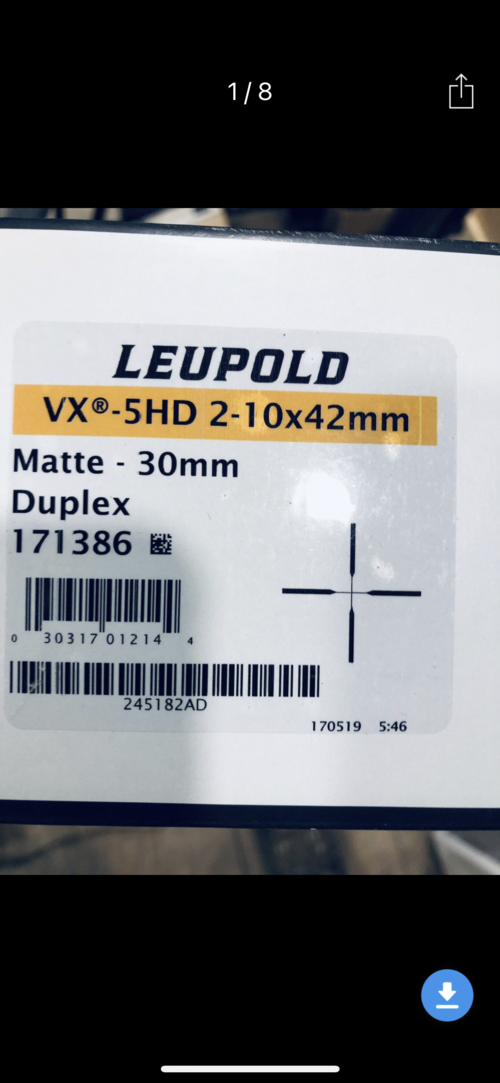 1/8
LEUPOLD
VX®-5HD 2-10x42mm
Matte - 30mm
Duplex
171386
0 30317 01214 4
245182AD
170519 5:46